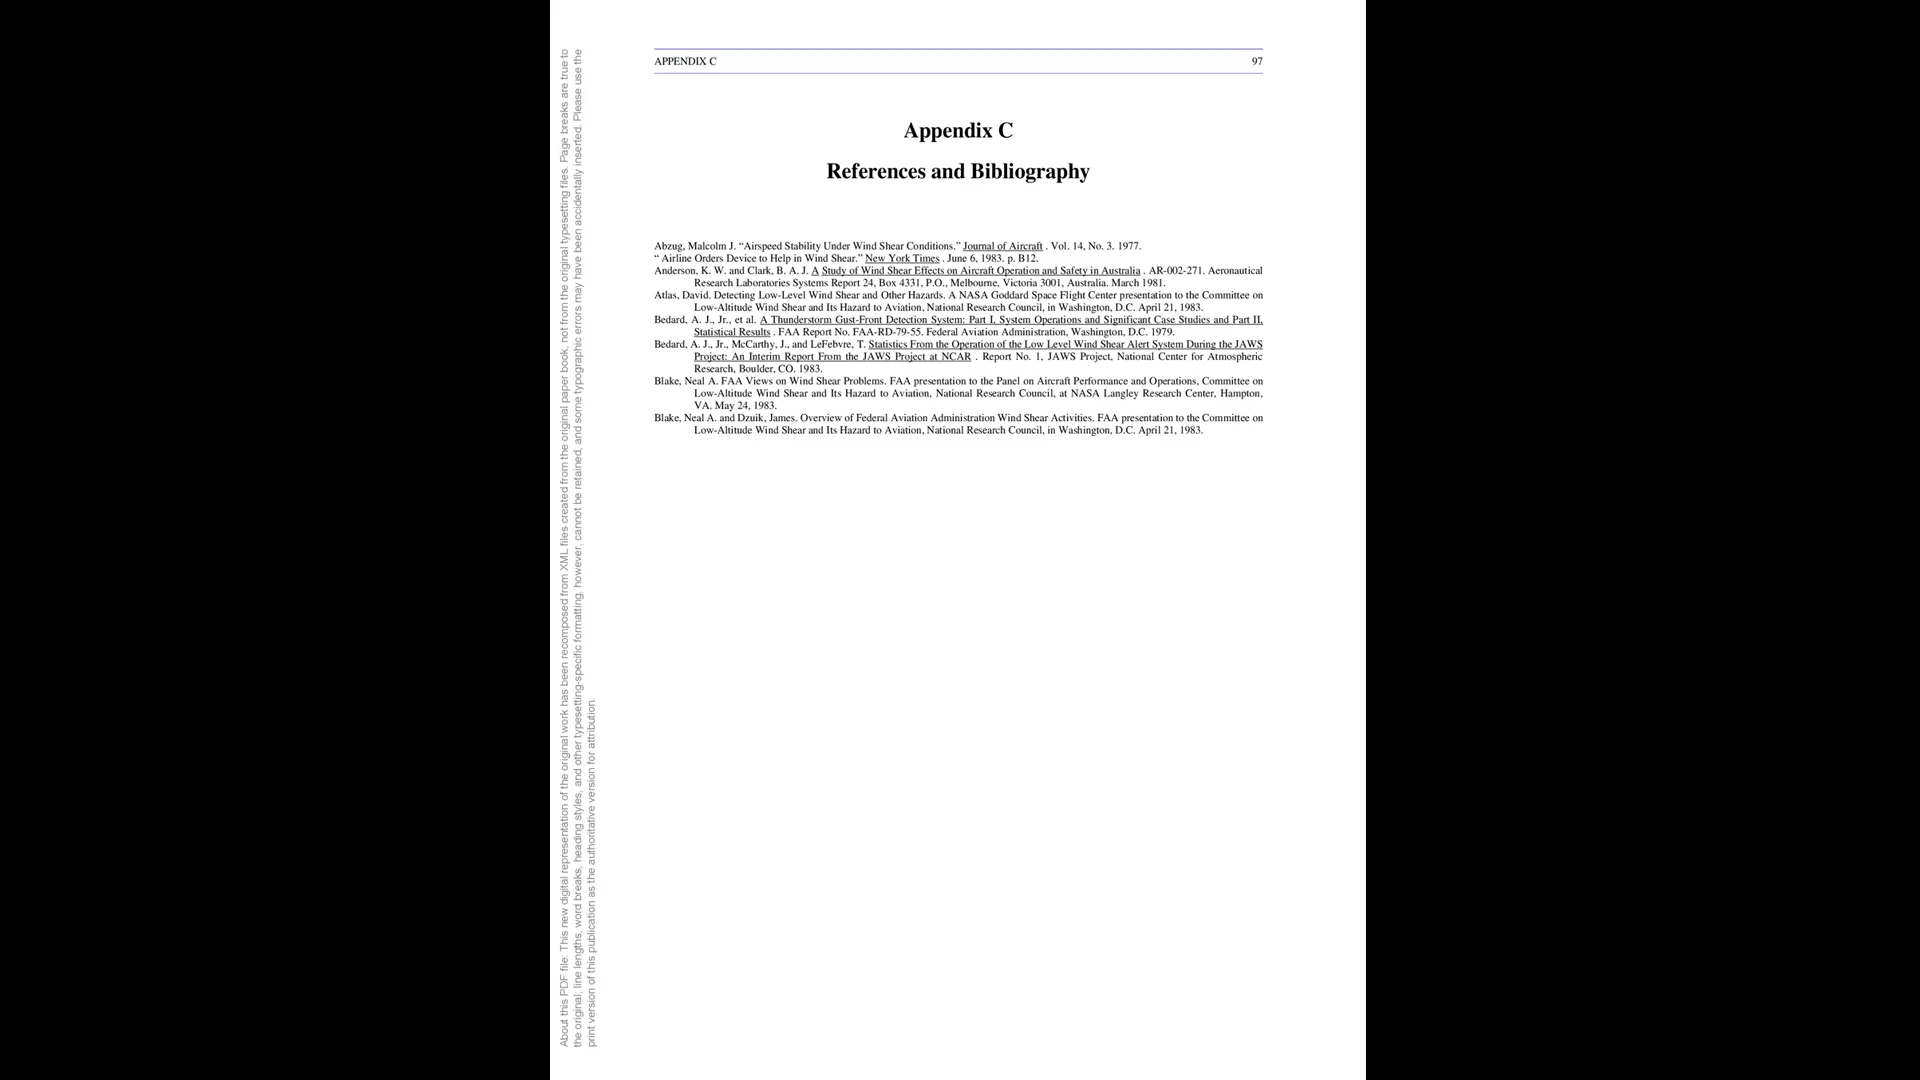 APPENDIX C 97
Appendix C
References and Bibliography
Abzug, Malcolm J. “Airspeed Stability Under Wind Shear Conditions.” Journal of Aircraft . Vol. 14, No. 3. 1977.
“ Airline Orders Device to Help in Wind Shear.” New York Times . June 6, 1983. p. B12.
Anderson, K. W. and Clark, B. A. J. A Study of Wind Shear Effects on Aircraft Operation and Safety in Australia . AR-002-271. Aeronautical
Research Laboratories Systems Report 24, Box 4331, P.O., Melbourne, Victoria 3001, Australia. March 1981.
Atlas, David. Detecting Low-Level Wind Shear and Other Hazards. A NASA Goddard Space Flight Center presentation to the Committee on
Low-Altitude Wind Shear and Its Hazard to Aviation, National Research Council, in Washington, D.C. April 21, 1983.
Bedard, A. J., Jr., et al. A Thunderstorm Gust-Front Detection System: Part I, System Operations and Significant Case Studies and Part II,
Statistical Results . FAA Report No. FAA-RD-79-55. Federal Aviation Administration, Washington, D.C. 1979.
Bedard, A. J., Jr., McCarthy, J., and LeFebvre, T. Statistics From the Operation of the Low Level Wind Shear Alert System During the JAWS
Project: An Interim Report From the JAWS Project at NCAR . Report No. 1, JAWS Project, National Center for Atmospheric
Research, Boulder, CO. 1983.
Blake, Neal A. FAA Views on Wind Shear Problems. FAA presentation to the Panel on Aircraft Performance and Operations, Committee on
Low-Altitude Wind Shear and Its Hazard to Aviation, National Research Council, at NASA Langley Research Center, Hampton,
VA. May 24, 1983.
Blake, Neal A. and Dzuik, James. Overview of Federal Aviation Administration Wind Shear Activities. FAA presentation to the Committee on
Low-Altitude Wind Shear and Its Hazard to Aviation, National Research Council, in Washington, D.C. April 21, 1983.
About this PDF file: This new digital representation of the original work has been recomposed from XML files created from the original paper book, not from the original typesetting files. Page breaks are true to
the original; line lengths, word breaks, heading styles, and other typesetting-specific formatting, however, cannot be retained, and some typographic errors may have been accidentally inserted. Please use the
print version of this publication as the authoritative version for attribution.